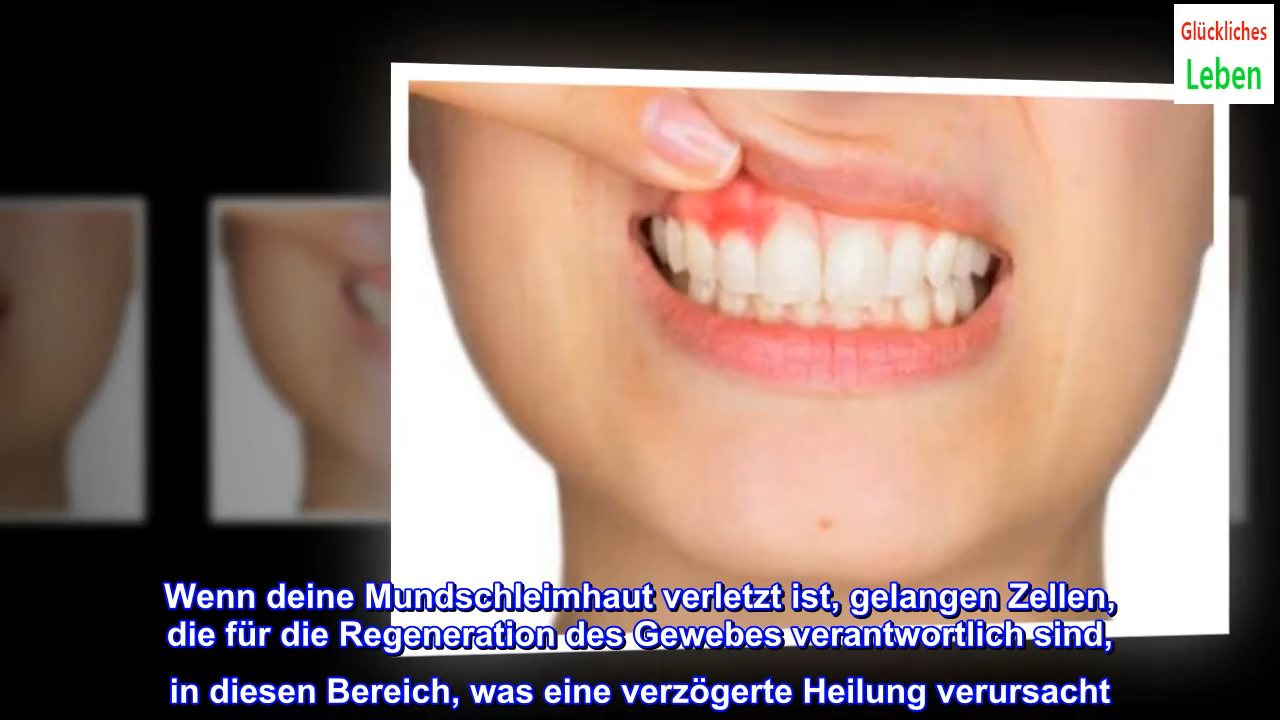 Glückliches
Leben
Wenn deine Mundschleimhaut verletzt ist, gelangen Zellen,
die für die Regeneration des Gewebes verantwortlich sind,
in diesen Bereich, was eine verzögerte Heilung verursacht